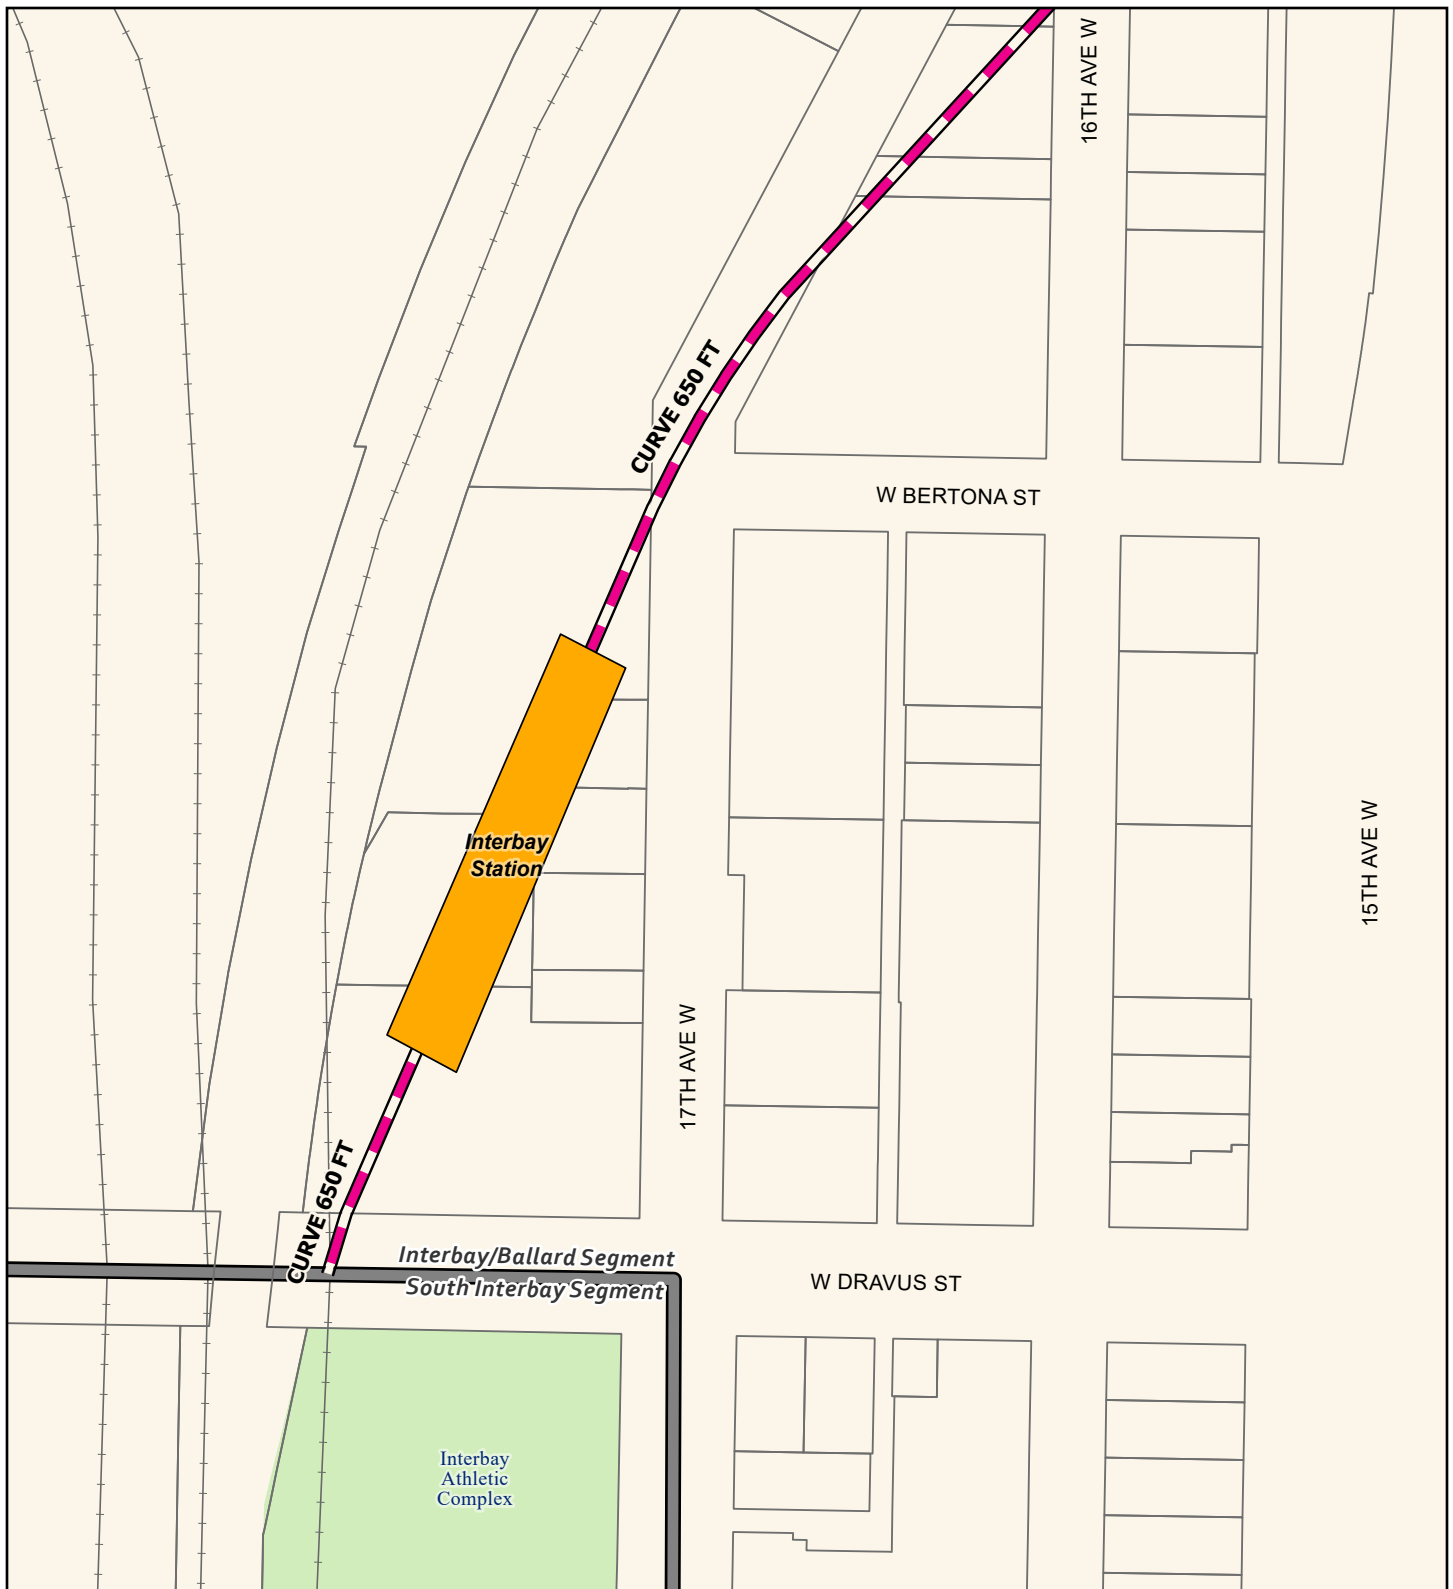 16TH AVE W
CURVE 650 FT
W BERTONA ST
Interbay
Station
15TH AVE W
17TH AVE W
CURVE 650 FT
Interbay/Ballard Segment
South Interbay Segment
W DRAVUS ST
Interbay
Athletic
Complex